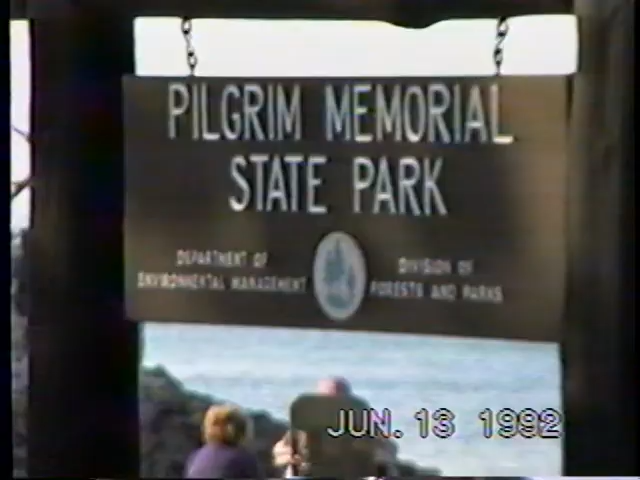 PILGRIM MEMORIAL
STATE PARK
DEPARTMENT OF
ENVIRONMENTAL MANAGEMENT
DIVISION OF
FORESTS AND PARKS
JUN. 13 1992